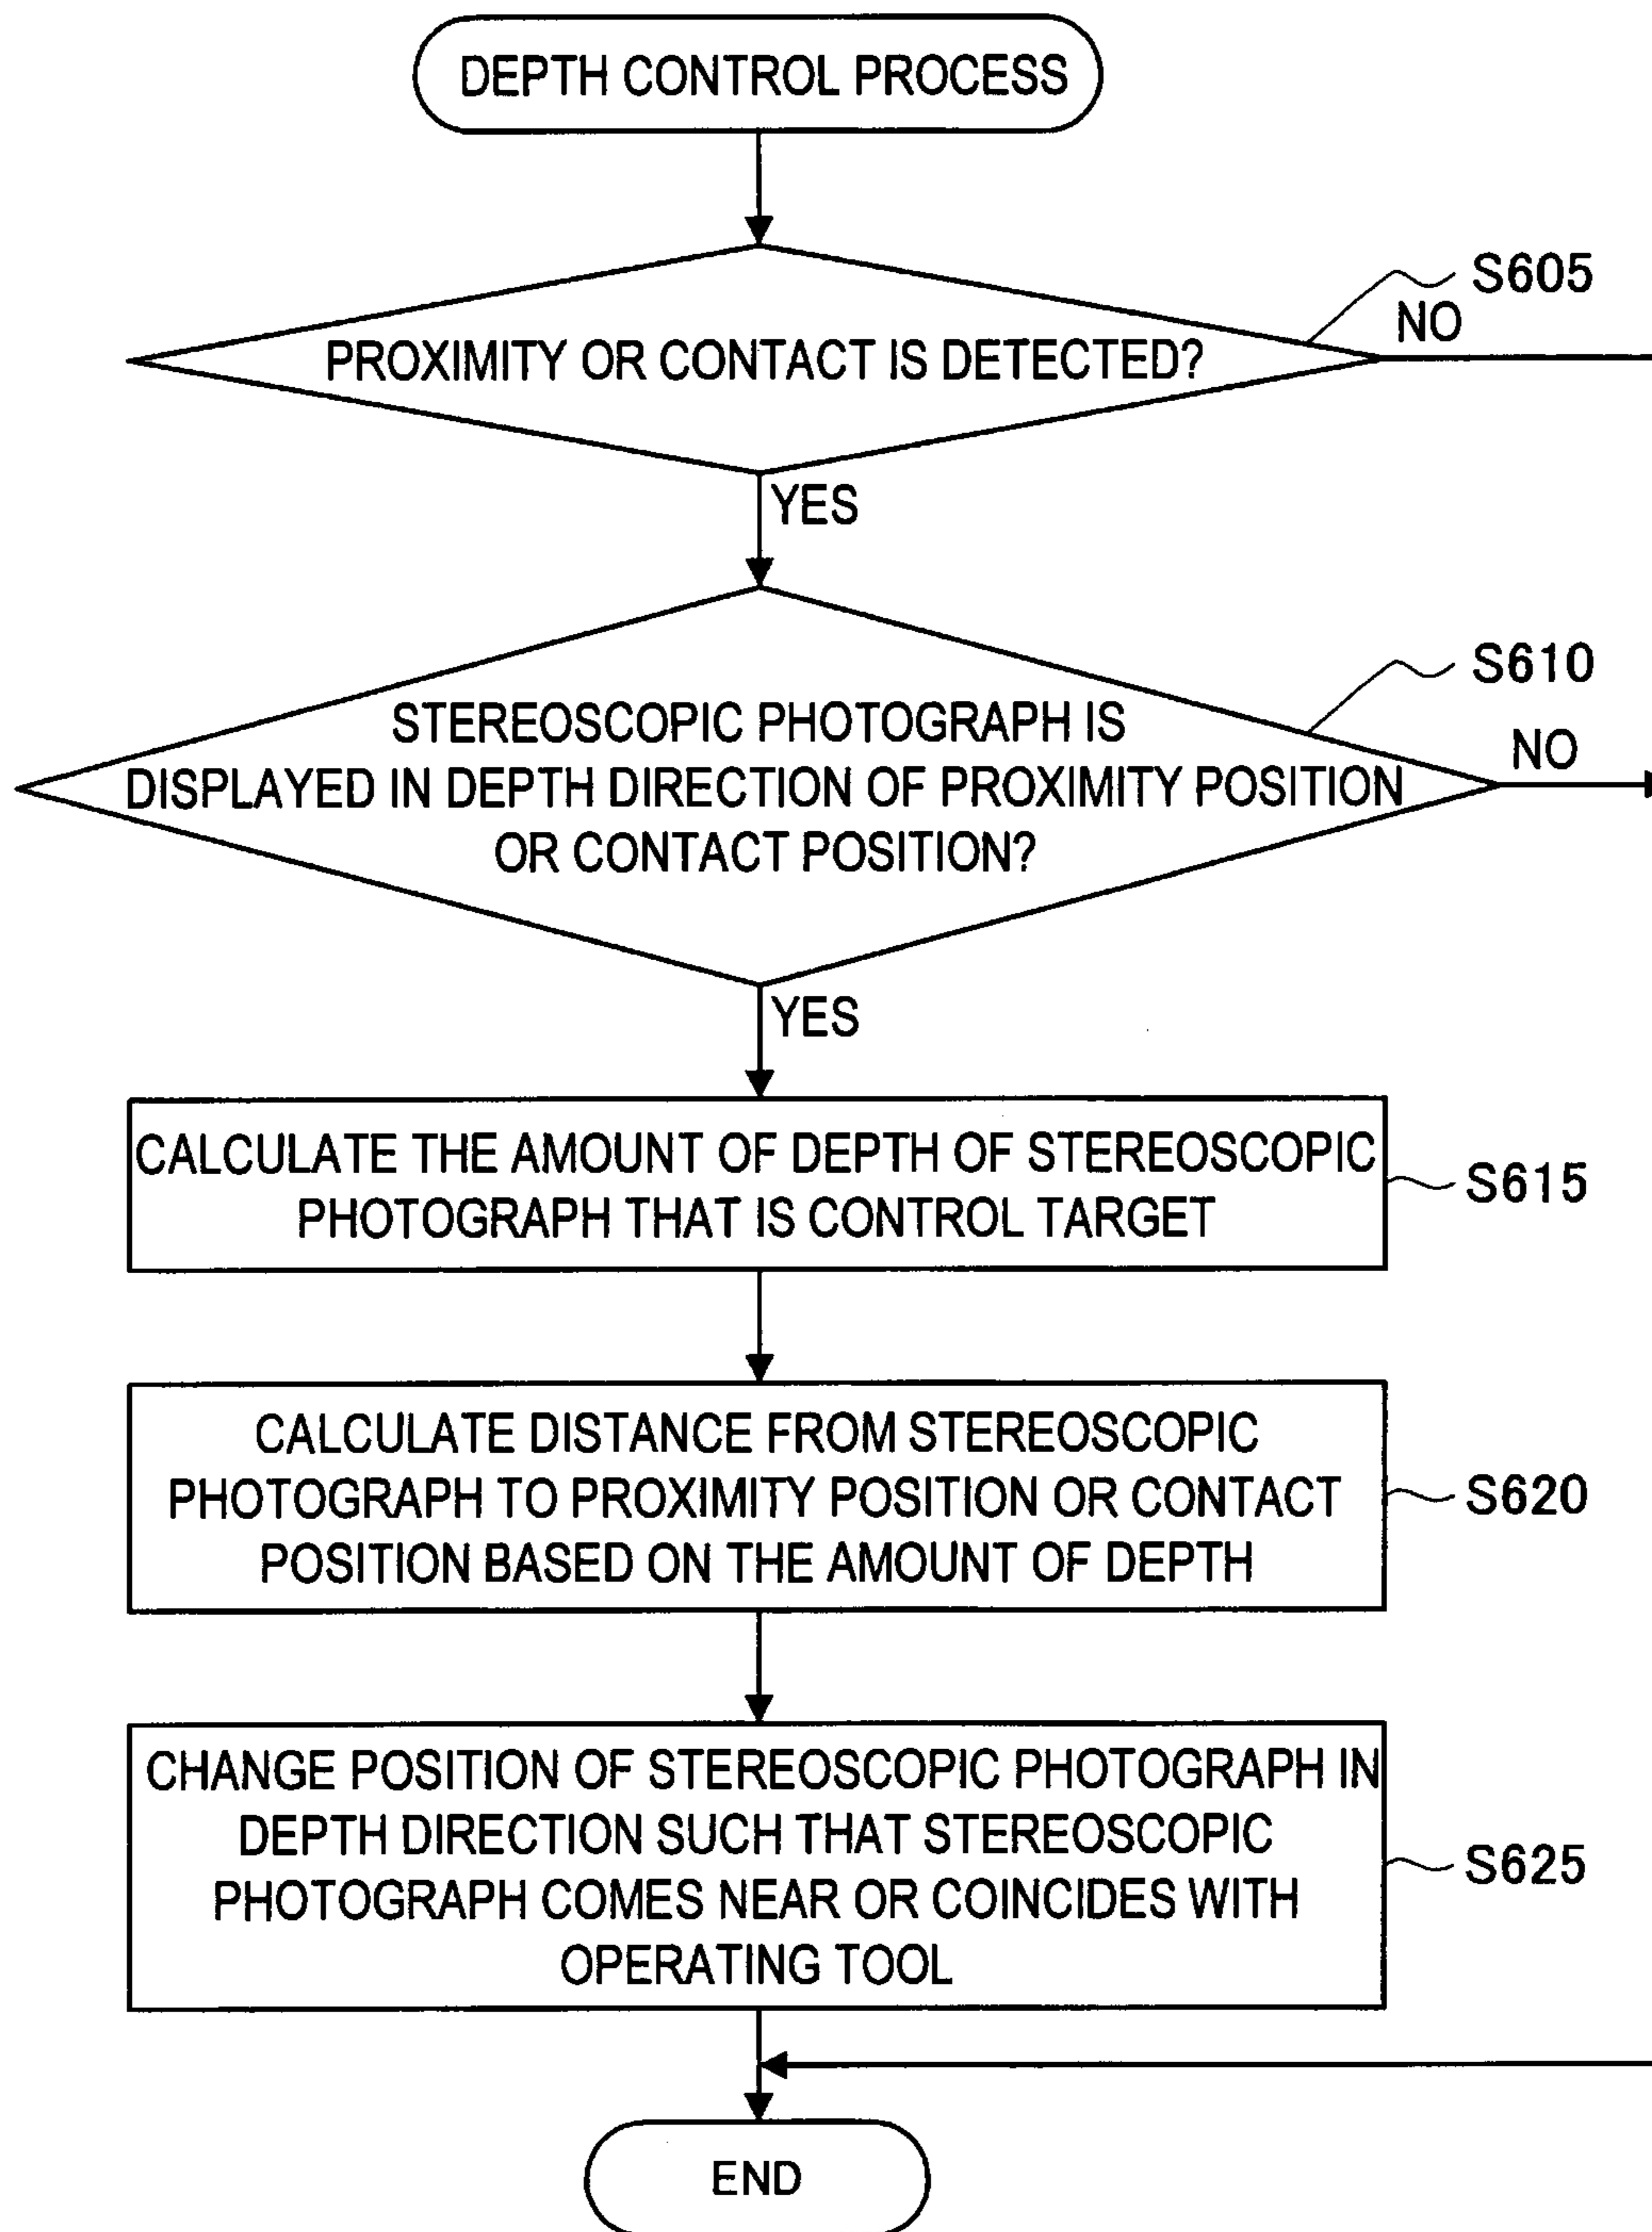 DEPTH CONTROL PROCESS
S605
NO
PROXIMITY OR CONTACT IS DETECTED?
YES
S610
NO
STEREOSCOPIC PHOTOGRAPH IS
DISPLAYED IN DEPTH DIRECTION OF PROXIMITY POSITION
OR CONTACT POSITION?
YES
CALCULATE THE AMOUNT OF DEPTH OF STEREOSCOPIC
PHOTOGRAPH THAT IS CONTROL TARGET
S615
CALCULATE DISTANCE FROM STEREOSCOPIC
PHOTOGRAPH TO PROXIMITY POSITION OR CONTACT
POSITION BASED ON THE AMOUNT OF DEPTH
S620
CHANGE POSITION OF STEREOSCOPIC PHOTOGRAPH IN
DEPTH DIRECTION SUCH THAT STEREOSCOPIC
PHOTOGRAPH COMES NEAR OR COINCIDES WITH
OPERATING TOOL
S625
END